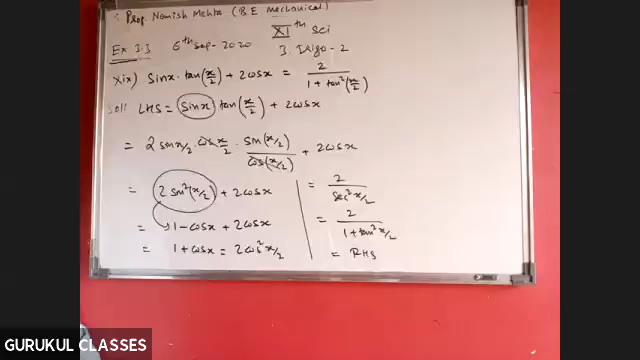 ∴ Prof. Namish Mehta (B.E Mechanical)
XIth Sci
Ex 3.3 6th Sep-2020 3. Trigo-2
xix) Sinx·tan(x/2) + 2cosx = 2/(1 + tan²(x/2))
Solⁿ LHS = sinx tan(x/2) + 2cosx
= 2 sin x/2 · cos x/2 · sin(x/2)/cos(x/2) + 2cosx
= 2 sin²(x/2) + 2cosx
= 1 - cosx + 2cosx
= 1 + cosx = 2cos² x/2
= 2/sec² x/2
= 2/(1 + tan² x/2)
= RHS
GURUKUL CLASSES